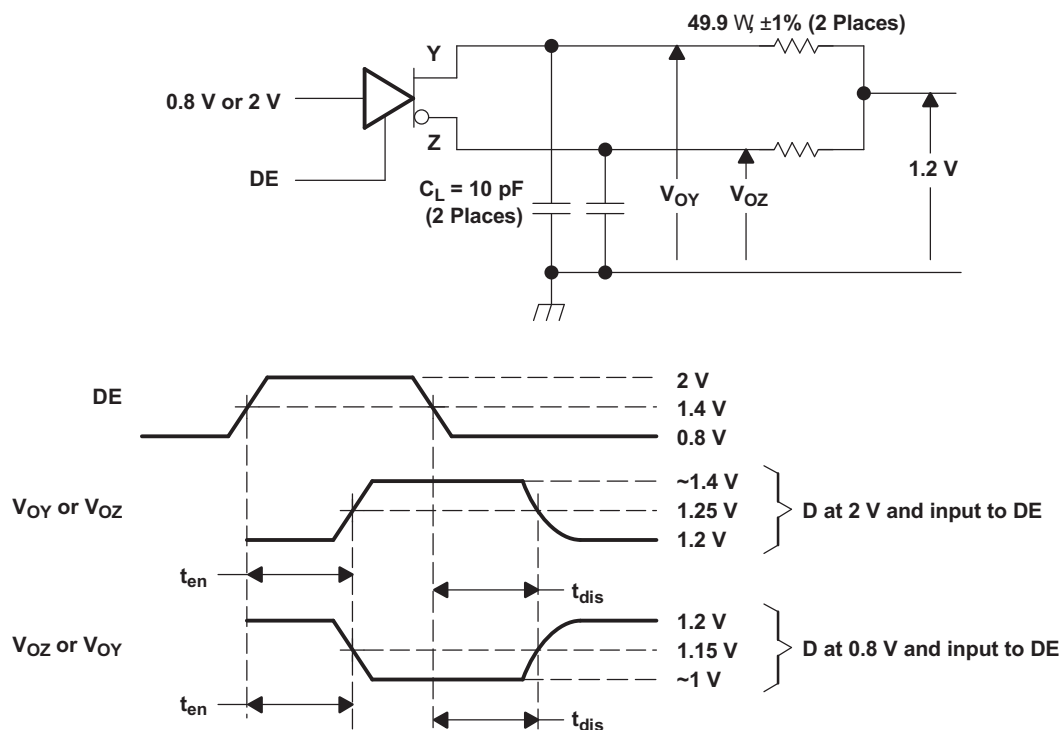 49.9 W, ±1% (2 Places)
Y
0.8 V or 2 V
Z
DE
C_L = 10 pF
(2 Places)
V_OY
V_OZ
1.2 V
DE
2 V
1.4 V
0.8 V
V_OY or V_OZ
~1.4 V
1.25 V
1.2 V
D at 2 V and input to DE
t_en
t_dis
V_OZ or V_OY
1.2 V
1.15 V
~1 V
D at 0.8 V and input to DE
t_en
t_dis